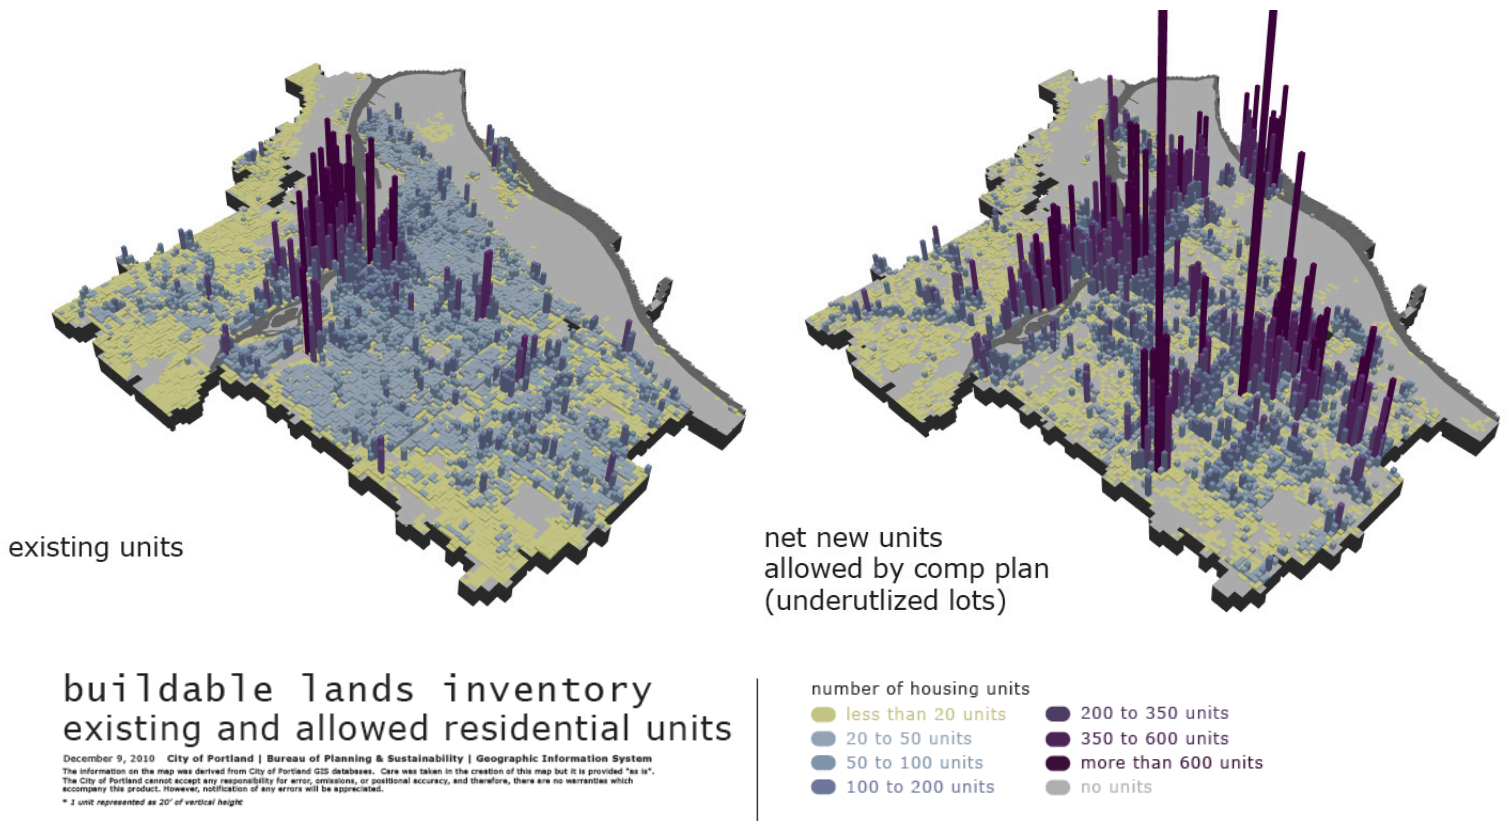 existing units
net new units
allowed by comp plan
(underutlized lots)
buildable lands inventory
existing and allowed residential units
December 9, 2010 City of Portland | Bureau of Planning & Sustainability | Geographic Information System
The information on the map was derived from City of Portland GIS databases. Care was taken in the creation of this map but it is provided "as is".
The City of Portland cannot accept any responsibility for error, omissions, or positional accuracy, and therefore, there are no warranties which
accompany this product. However, notification of any errors will be appreciated.
* 1 unit represented as 20' of vertical height
number of housing units
less than 20 units
20 to 50 units
50 to 100 units
100 to 200 units
200 to 350 units
350 to 600 units
more than 600 units
no units